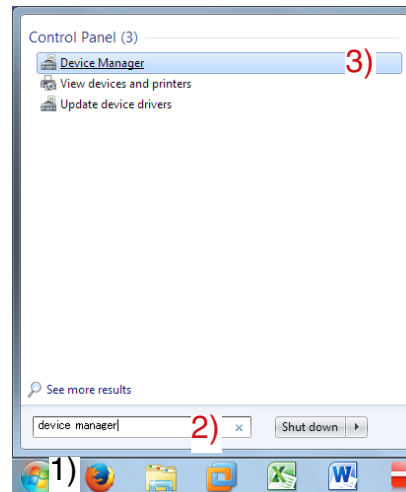 Control Panel (3)
Device Manager 3)
View devices and printers
Update device drivers
See more results
device manager 2) × Shut down
1)